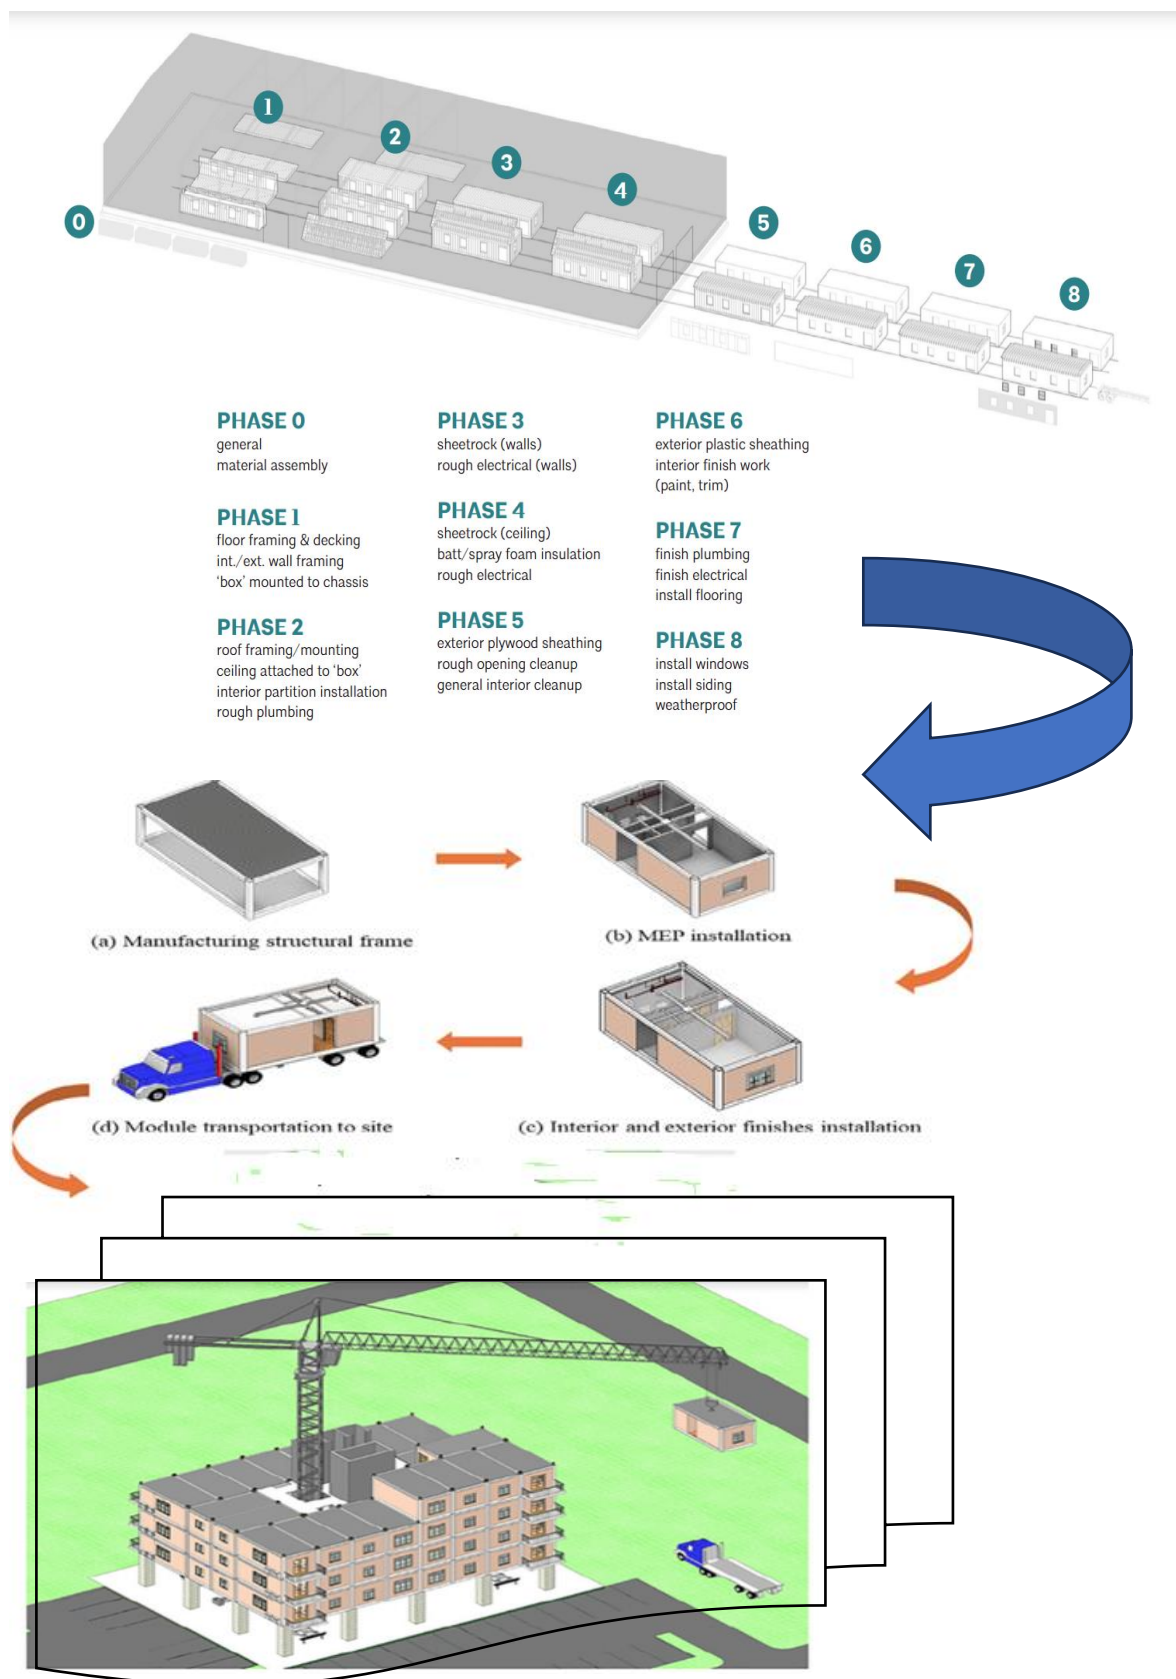 1
2
3
4
0
5
6
7
8
PHASE 0
general
material assembly
PHASE 1
floor framing & decking
int./ext. wall framing
‘box’ mounted to chassis
PHASE 2
roof framing/mounting
ceiling attached to ‘box’
interior partition installation
rough plumbing
PHASE 3
sheetrock (walls)
rough electrical (walls)
PHASE 4
sheetrock (ceiling)
batt/spray foam insulation
rough electrical
PHASE 5
exterior plywood sheathing
rough opening cleanup
general interior cleanup
PHASE 6
exterior plastic sheathing
interior finish work
(paint, trim)
PHASE 7
finish plumbing
finish electrical
install flooring
PHASE 8
install windows
install siding
weatherproof
(a) Manufacturing structural frame
(b) MEP installation
(d) Module transportation to site
(c) Interior and exterior finishes installation